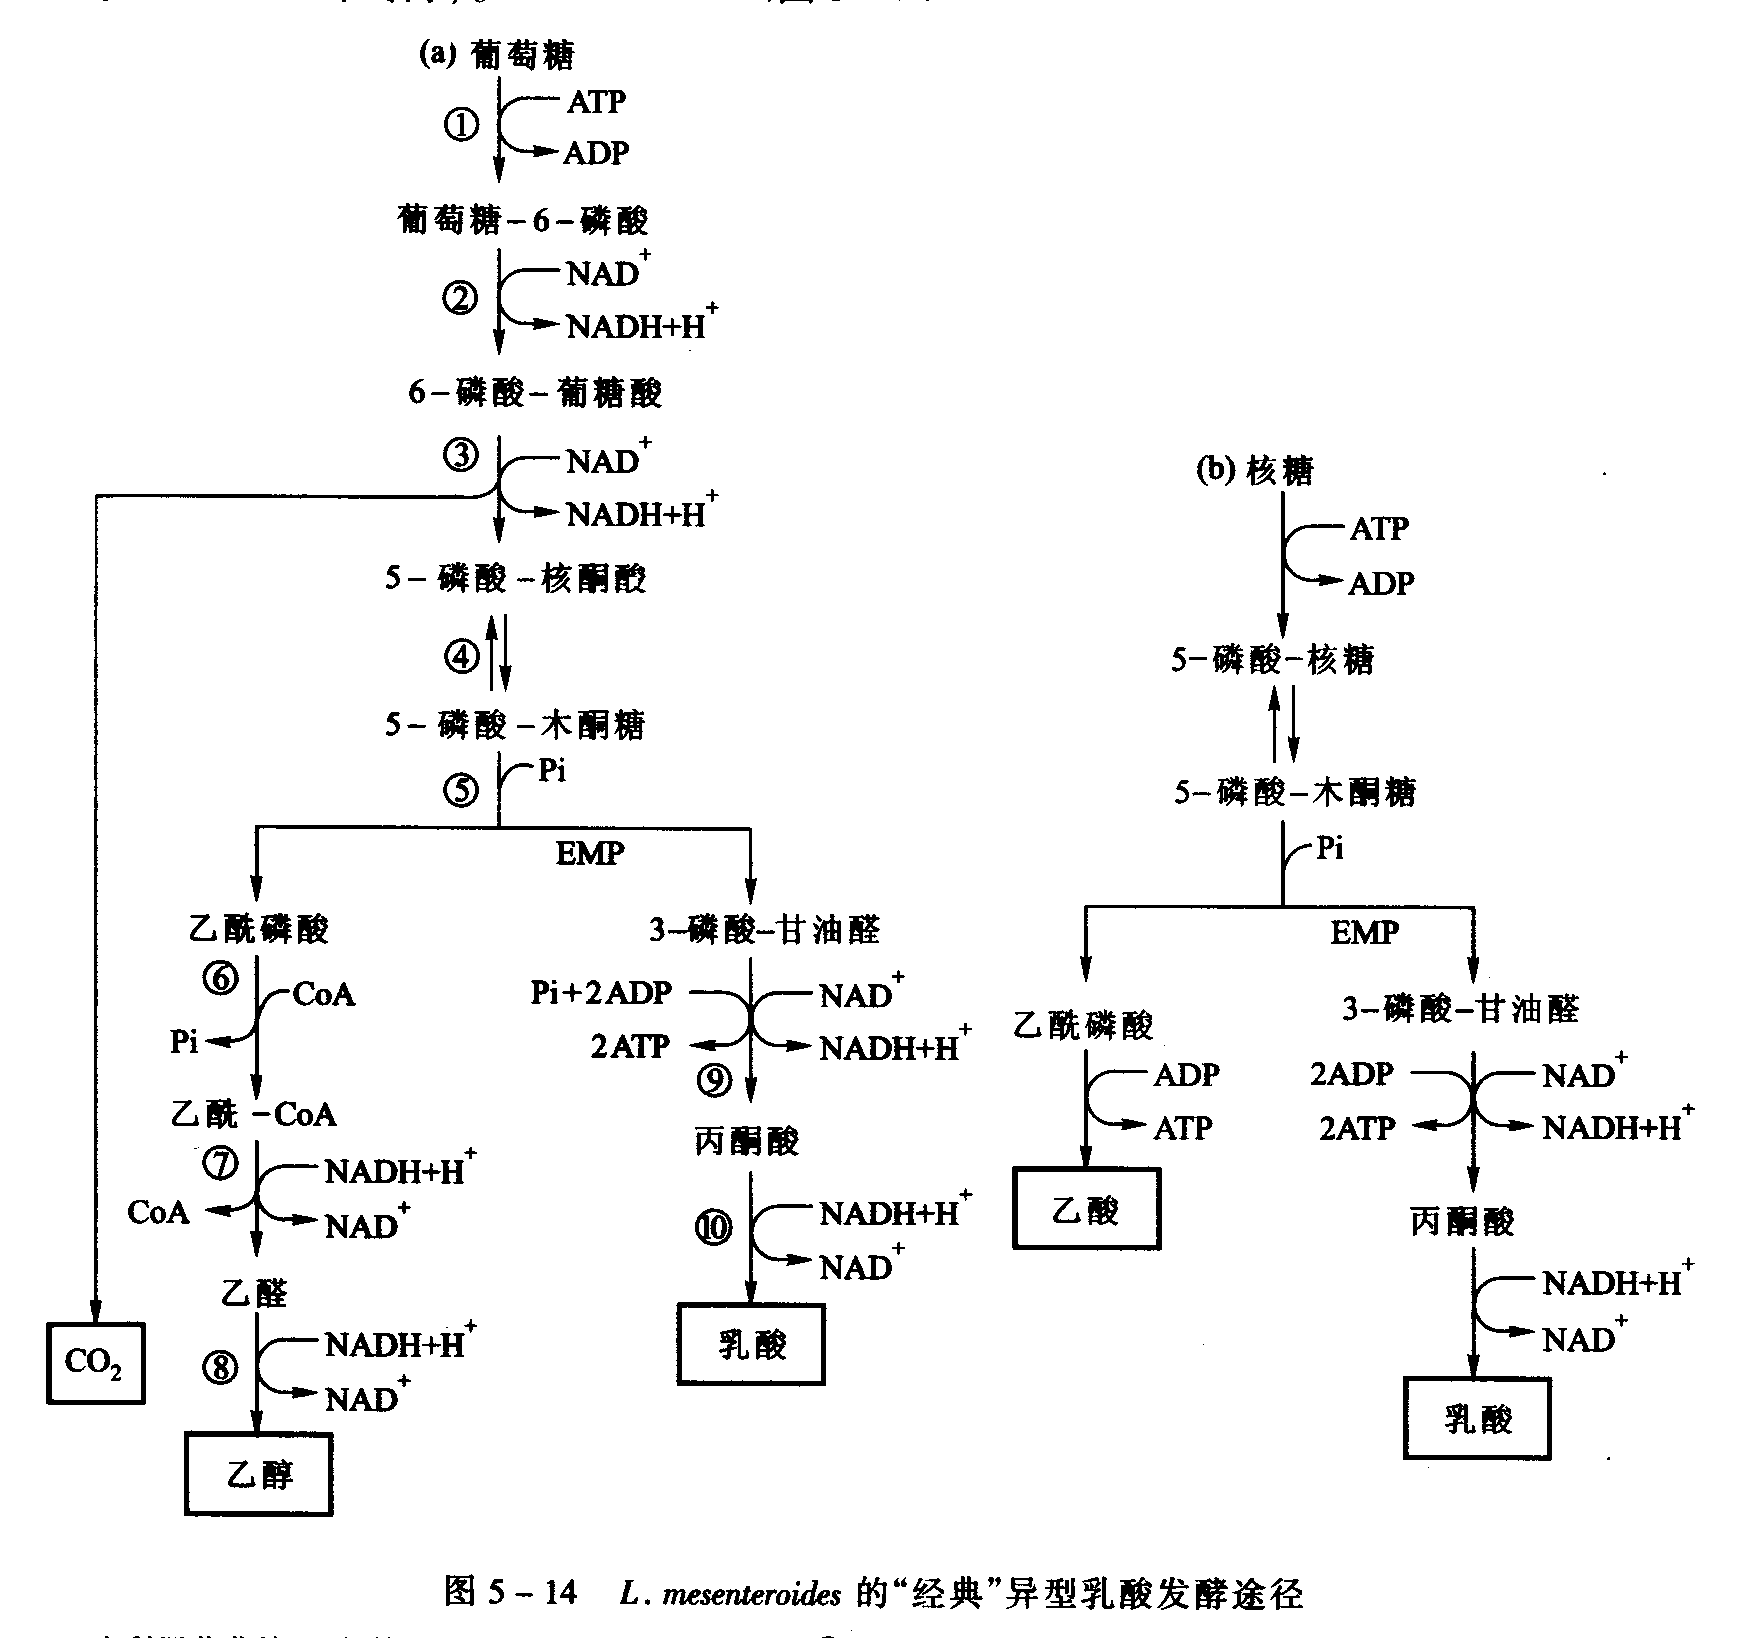 (a) 葡萄糖
ATP
①
ADP
葡萄糖-6-磷酸
NAD⁺
②
NADH+H⁺
6-磷酸-葡糖酸
③
NAD⁺
NADH+H⁺
5-磷酸-核酮酸
④
5-磷酸-木酮糖
Pi
⑤
EMP
乙酰磷酸
⑥
CoA
Pi
乙酰-CoA
⑦
NADH+H⁺
CoA
NAD⁺
乙醛
NADH+H⁺
⑧
NAD⁺
乙醇
CO₂
3-磷酸-甘油醛
Pi+2ADP
NAD⁺
2ATP
NADH+H⁺
⑨
丙酮酸
NADH+H⁺
⑩
NAD⁺
乳酸
(b) 核糖
ATP
ADP
5-磷酸-核糖
5-磷酸-木酮糖
Pi
EMP
乙酰磷酸
ADP
ATP
乙酸
3-磷酸-甘油醛
2ADP
NAD⁺
2ATP
NADH+H⁺
丙酮酸
NADH+H⁺
NAD⁺
乳酸
图 5-14 L. mesenteroides 的“经典”异型乳酸发酵途径